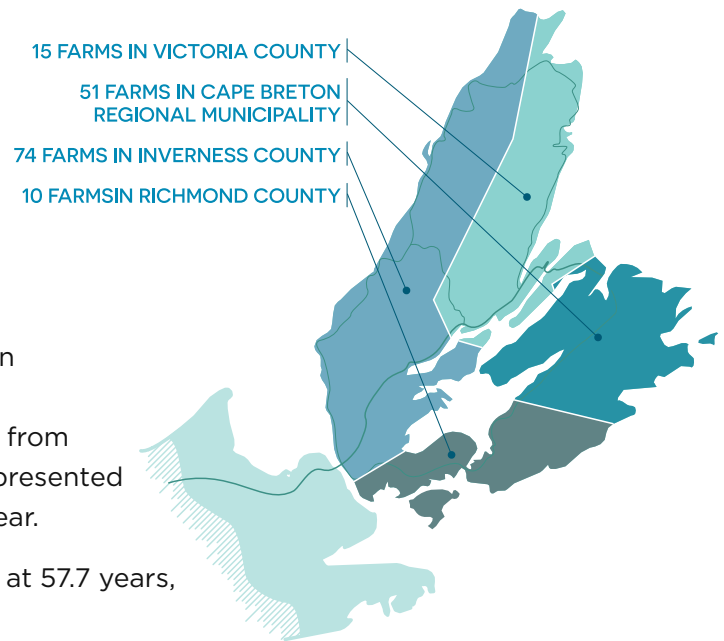 15 FARMS IN VICTORIA COUNTY
51 FARMS IN CAPE BRETON
REGIONAL MUNICIPALITY
74 FARMS IN INVERNESS COUNTY
10 FARMSIN RICHMOND COUNTY
n
from
presented
ear.
at 57.7 years,